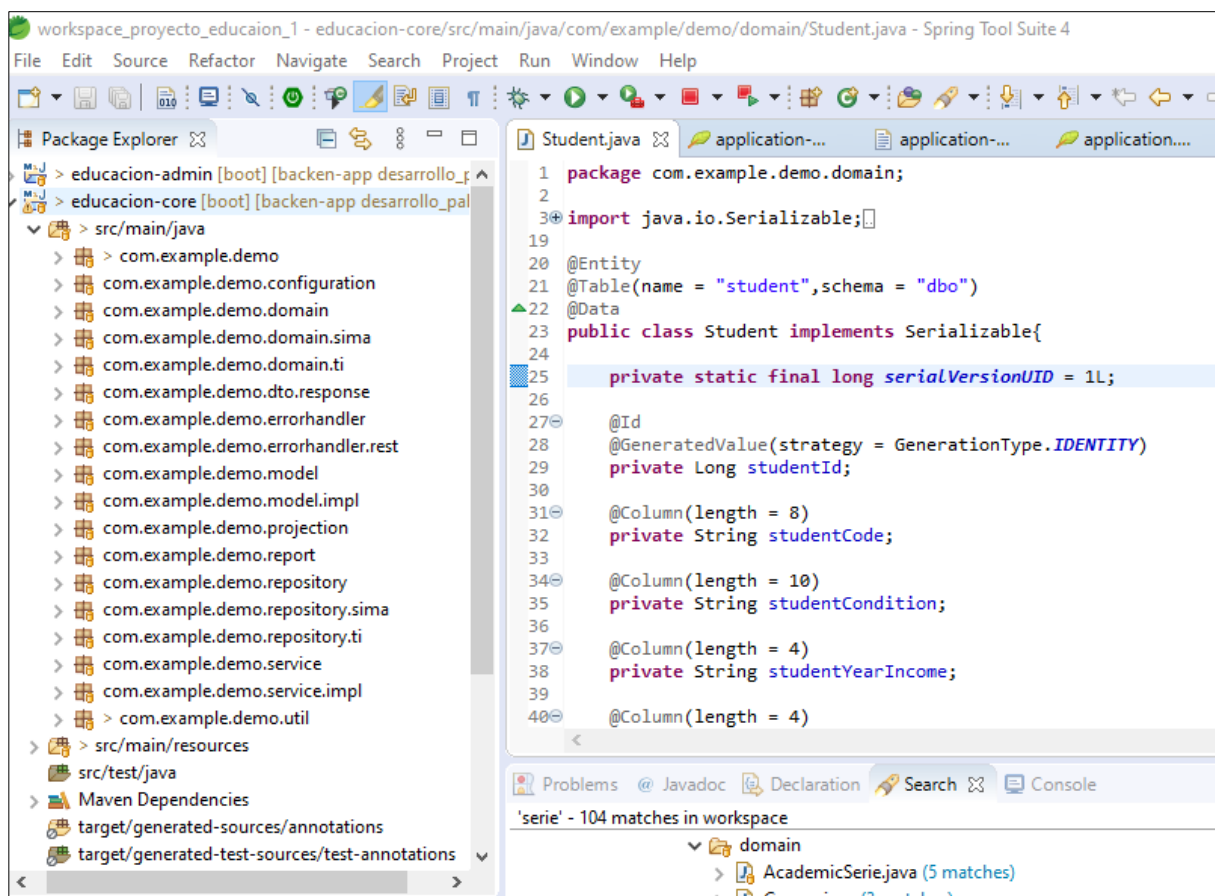 workspace_proyecto_educaion_1 - educacion-core/src/main/java/com/example/demo/domain/Student.java - Spring Tool Suite 4
File Edit Source Refactor Navigate Search Project Run Window Help
Package Explorer
> educacion-admin [boot] [backen-app desarrollo_p
> educacion-core [boot] [backen-app desarrollo_pal
> src/main/java
> com.example.demo
com.example.demo.configuration
com.example.demo.domain
com.example.demo.domain.sima
com.example.demo.domain.ti
com.example.demo.dto.response
com.example.demo.errorhandler
com.example.demo.errorhandler.rest
com.example.demo.model
com.example.demo.model.impl
com.example.demo.projection
com.example.demo.report
com.example.demo.repository
com.example.demo.repository.sima
com.example.demo.repository.ti
com.example.demo.service
com.example.demo.service.impl
> com.example.demo.util
> src/main/resources
src/test/java
Maven Dependencies
target/generated-sources/annotations
target/generated-test-sources/test-annotations
Student.java application-... application-... application....
1 package com.example.demo.domain;
2
3 import java.io.Serializable;
19
20 @Entity
21 @Table(name = "student",schema = "dbo")
22 @Data
23 public class Student implements Serializable{
24
25 private static final long serialVersionUID = 1L;
26
27 @Id
28 @GeneratedValue(strategy = GenerationType.IDENTITY)
29 private Long studentId;
30
31 @Column(length = 8)
32 private String studentCode;
33
34 @Column(length = 10)
35 private String studentCondition;
36
37 @Column(length = 4)
38 private String studentYearIncome;
39
40 @Column(length = 4)
Problems @ Javadoc Declaration Search Console
'serie' - 104 matches in workspace
domain
AcademicSerie.java (5 matches)